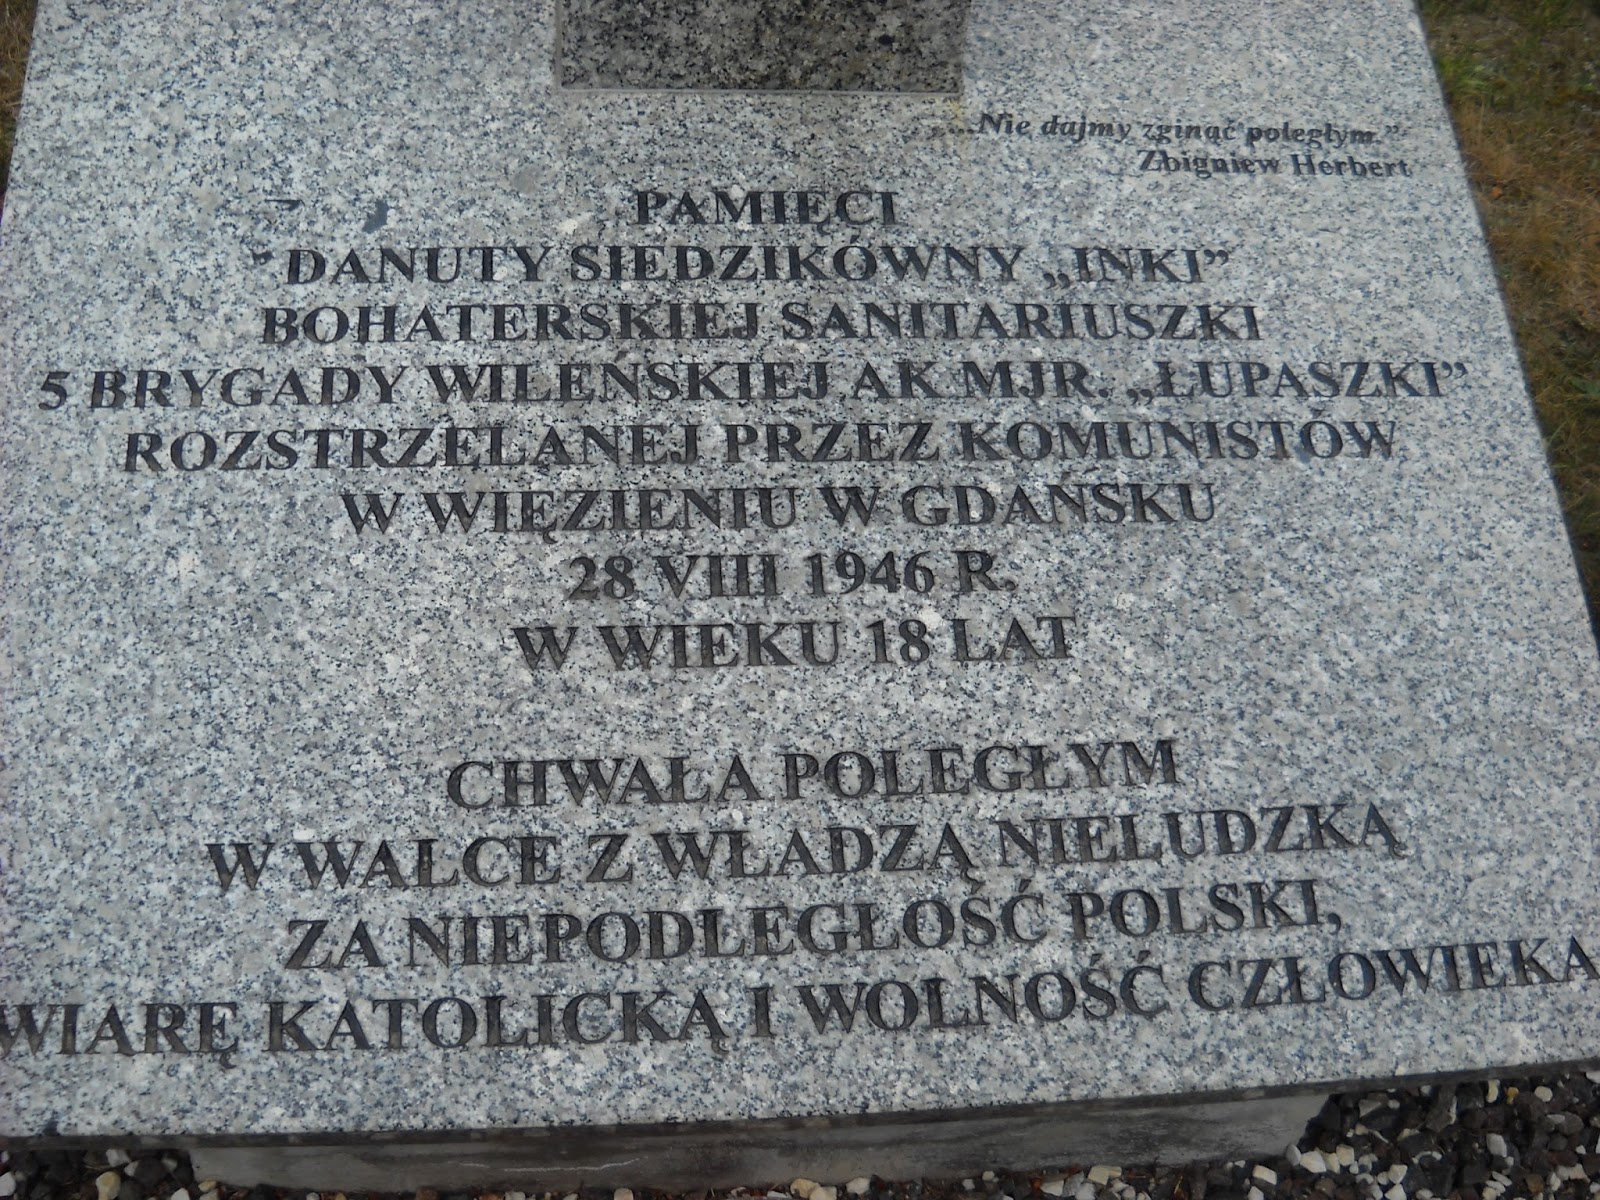 „Nie dajmy zginąć poległym.”
Zbigniew Herbert
PAMIĘCI
DANUTY SIEDZIKÓWNY „INKI”
BOHATERSKIEJ SANITARIUSZKI
5 BRYGADY WILEŃSKIEJ AK MJR. „ŁUPASZKI”
ROZSTRZELANEJ PRZEZ KOMUNISTÓW
W WIĘZIENIU W GDAŃSKU
28 VIII 1946 R.
W WIEKU 18 LAT
CHWAŁA POLEGŁYM
W WALCE Z WŁADZĄ NIELUDZKĄ
ZA NIEPODLEGŁOŚĆ POLSKI,
WIARĘ KATOLICKĄ I WOLNOŚĆ CZŁOWIEKA